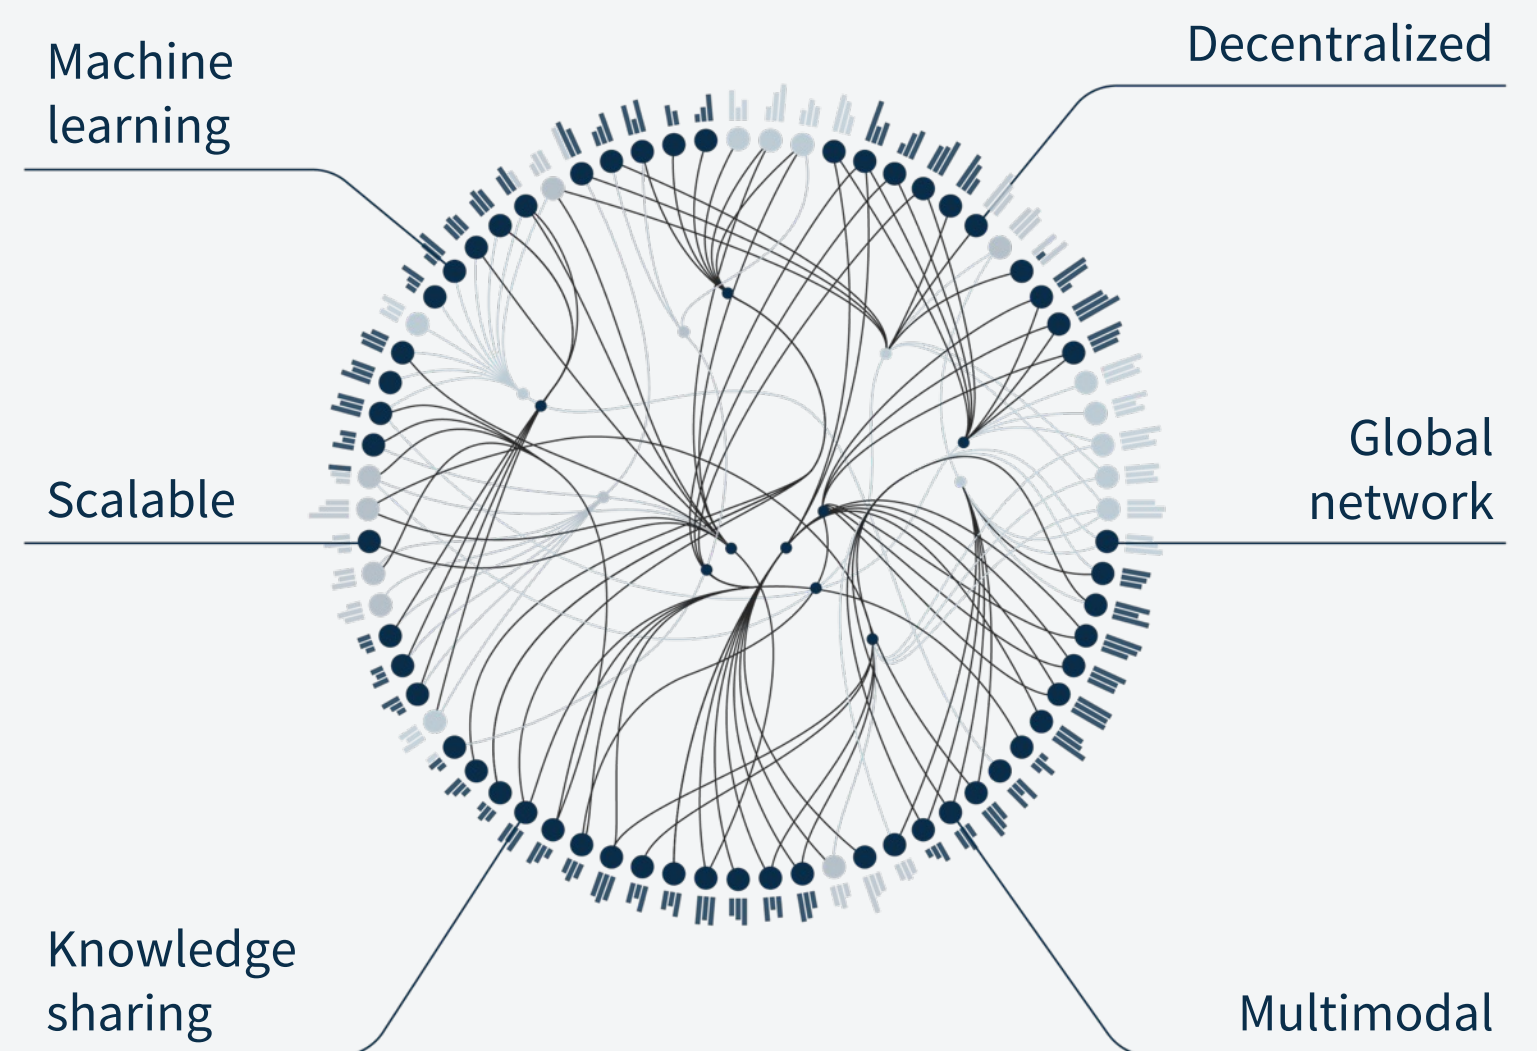 Machine
learning
Decentralized
Scalable
Global
network
Knowledge
sharing
Multimodal